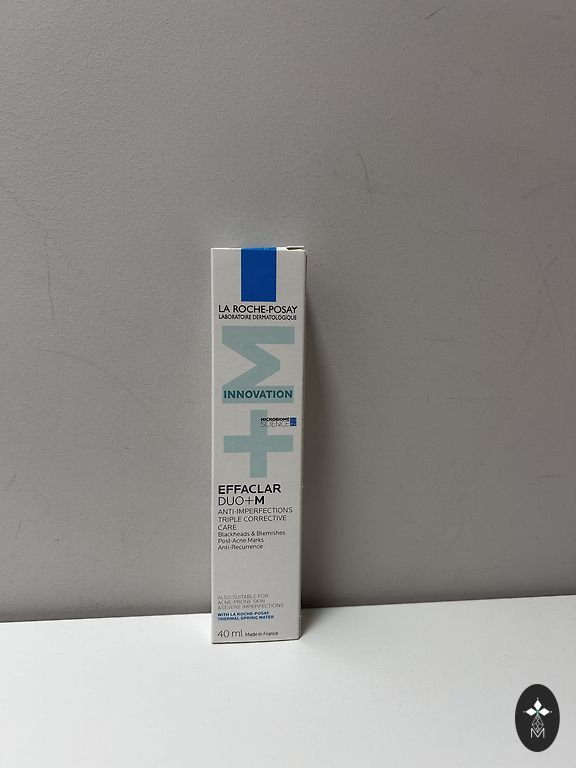 LA ROCHE-POSAY
LABORATOIRE DERMATOLOGIQUE
+M
INNOVATION
MICROBIOME
SCIENCE
EFFACLAR
DUO+M
ANTI-IMPERFECTIONS
TRIPLE CORRECTIVE
CARE
Blackheads & Blemishes
Post-Acne Marks
Anti-Recurrence
ALSO SUITABLE FOR
ACNE-PRONE SKIN
& SEVERE IMPERFECTIONS
WITH LA ROCHE-POSAY
THERMAL SPRING WATER
40 ml Made in France